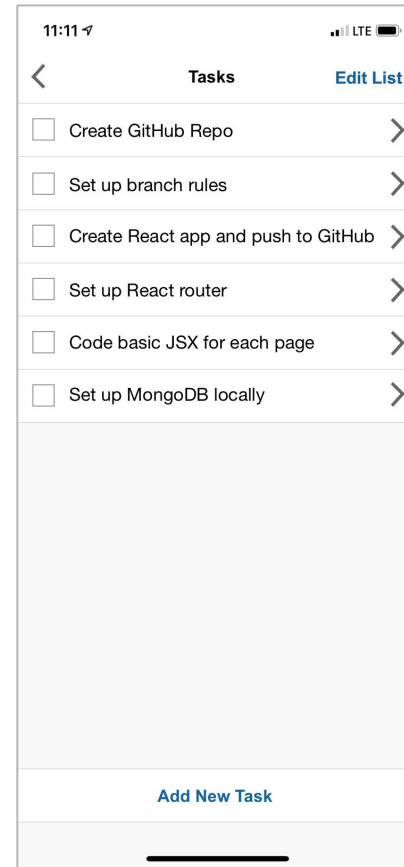 11:11 LTE
Tasks Edit List
Create GitHub Repo
Set up branch rules
Create React app and push to GitHub
Set up React router
Code basic JSX for each page
Set up MongoDB locally
Add New Task